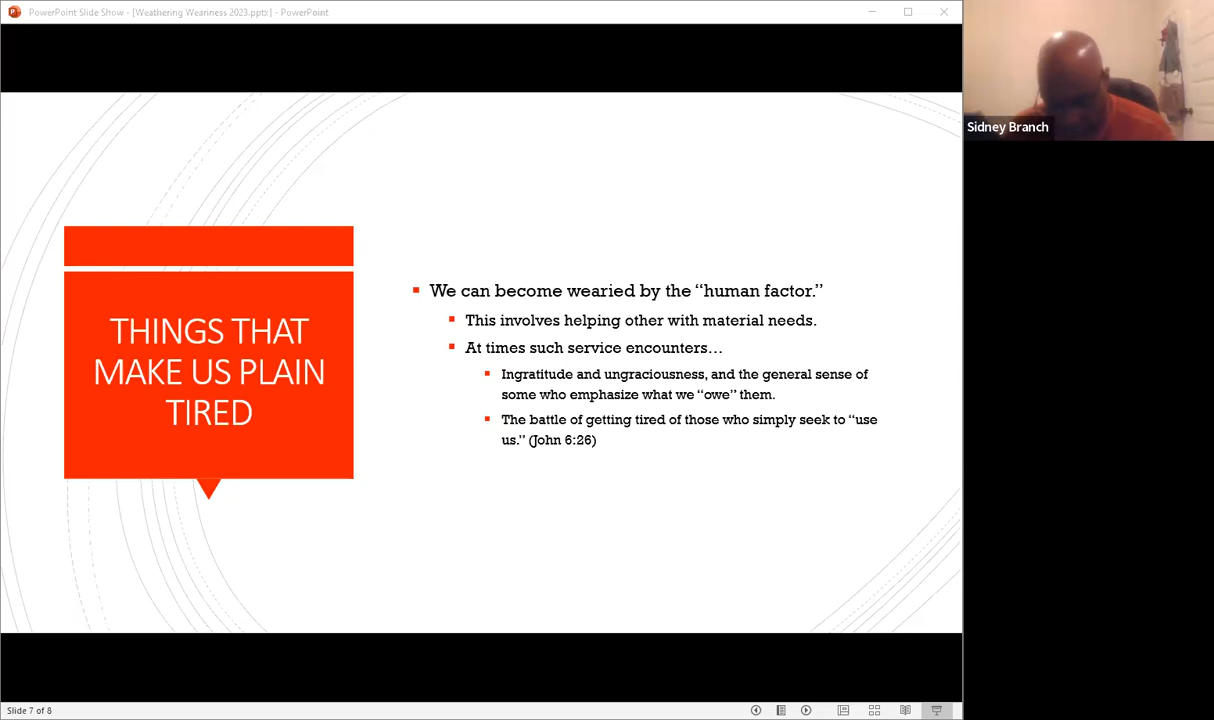 PowerPoint Slide Show - [Weathering Weariness 2023.pptx] - PowerPoint
Sidney Branch
THINGS THAT
MAKE US PLAIN
TIRED
We can become wearied by the “human factor.”
This involves helping other with material needs.
At times such service encounters…
Ingratitude and ungraciousness, and the general sense of
some who emphasize what we “owe” them.
The battle of getting tired of those who simply seek to “use
us.” (John 6:26)
Slide 7 of 8